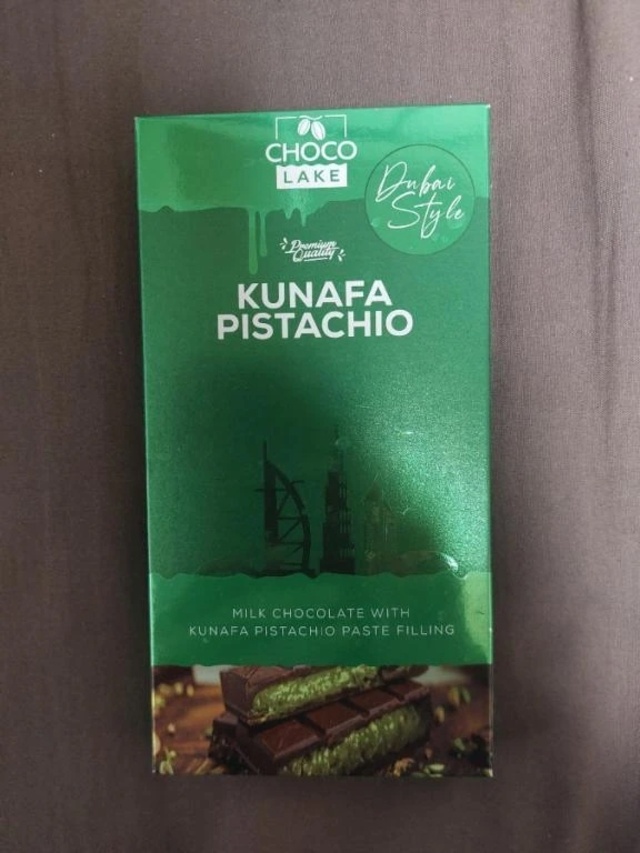 CHOCO
LAKE
Dubai
Style
Premium
Quality
KUNAFA
PISTACHIO
MILK CHOCOLATE WITH
KUNAFA PISTACHIO PASTE FILLING